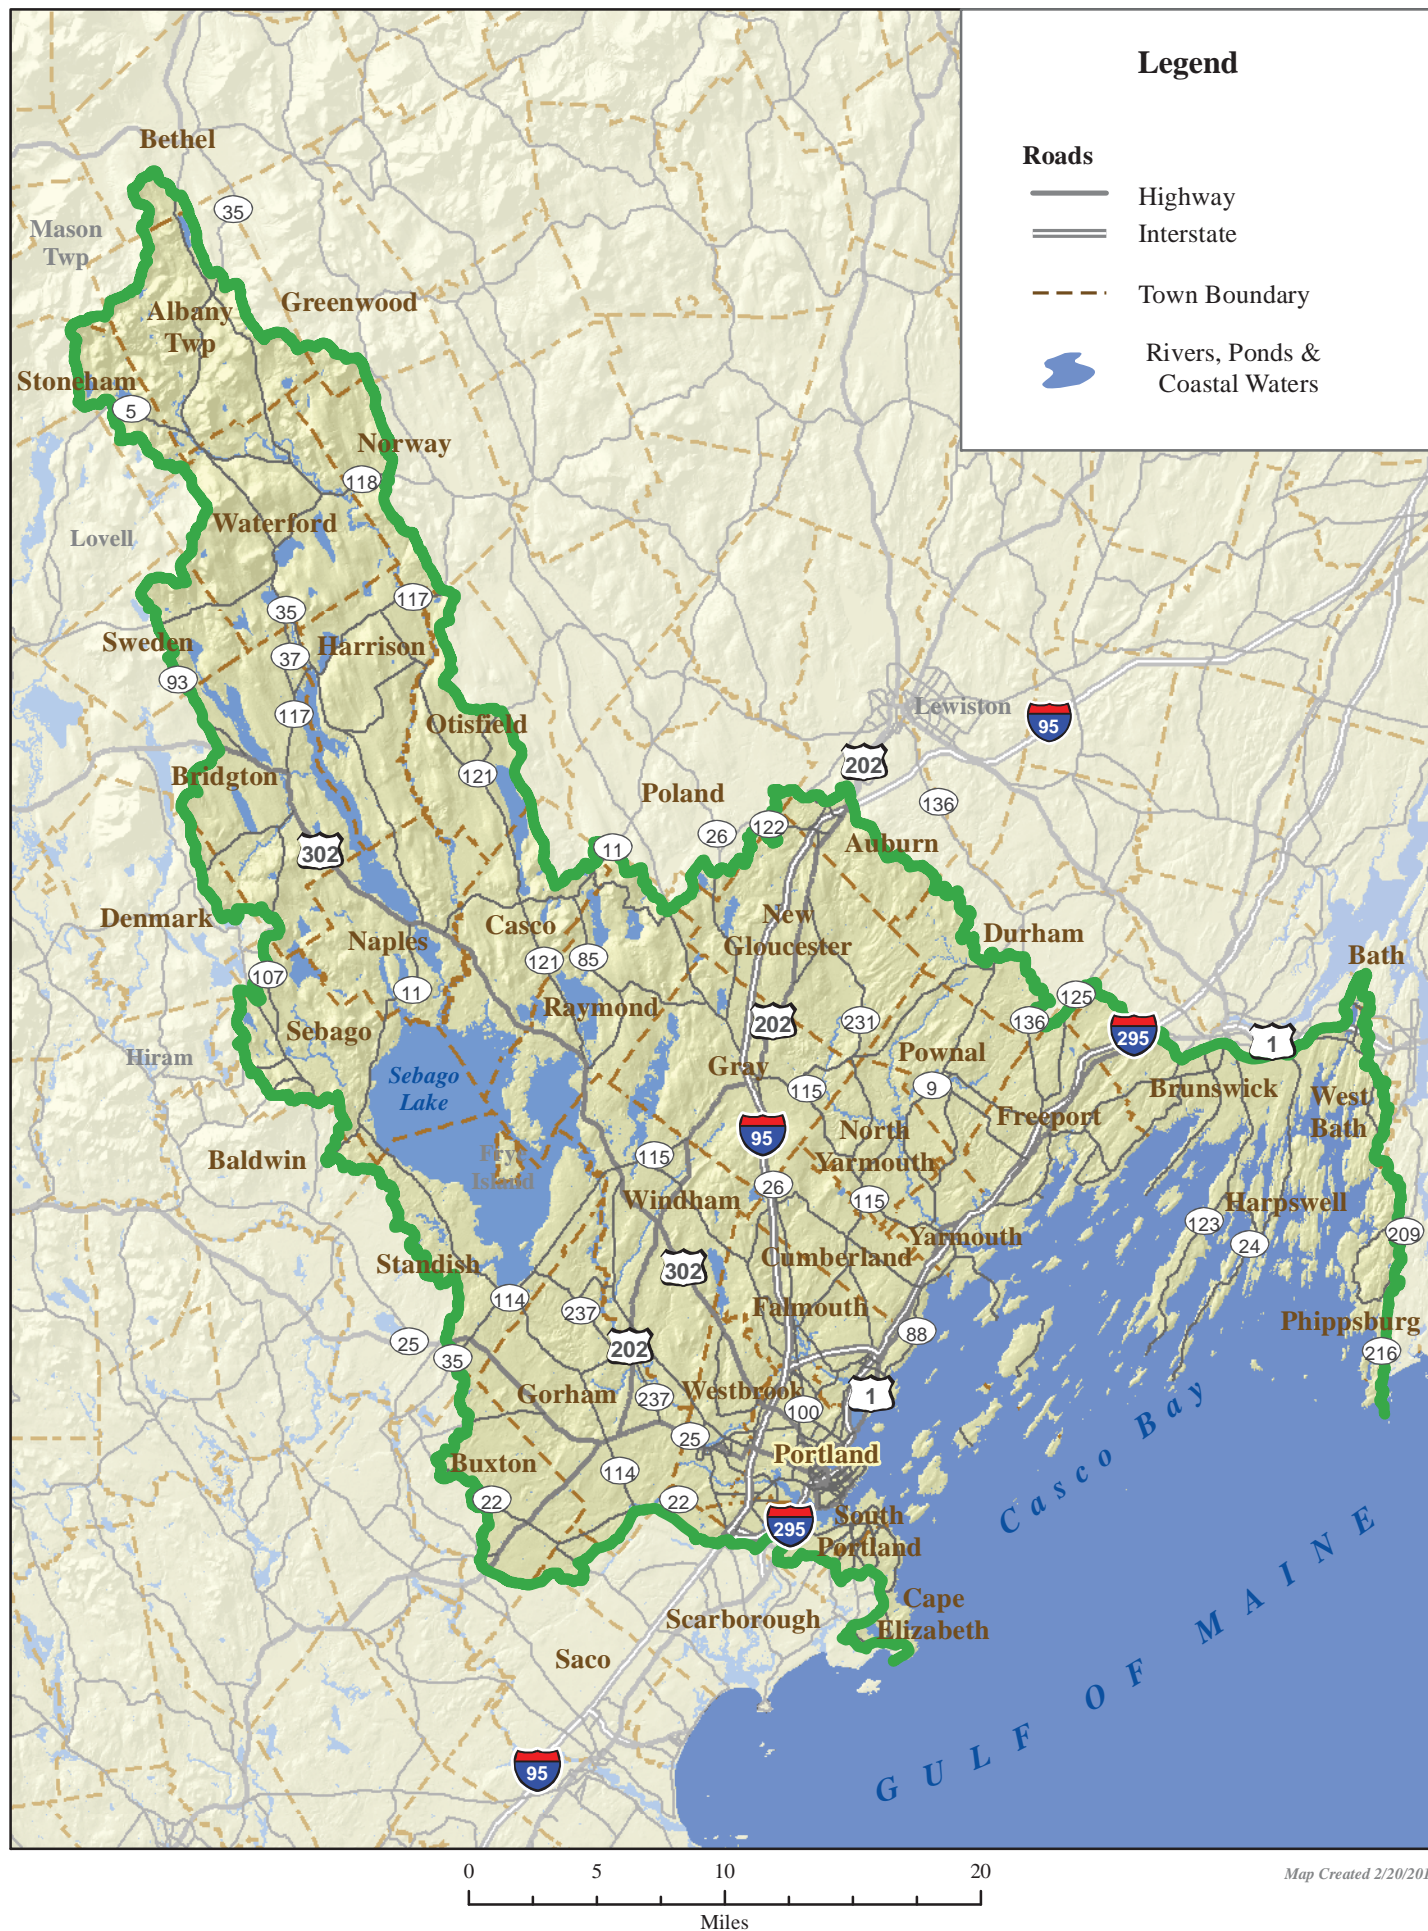 Legend
Roads
Highway
Interstate
Town Boundary
Rivers, Ponds &
Coastal Waters
Bethel
35
Mason
Twp
Greenwood
Albany
Twp
Stoneham
5
Norway
118
Waterford
Lovell
117
35
Sweden
Harrison
37
93
117
Lewiston
95
Otisfield
202
Bridgton
121
Poland
136
26
122
302
11
Auburn
Denmark
Casco
New
Gloucester
Naples
Durham
Bath
121
85
107
11
125
Raymond
202
231
136
295
1
Sebago
Hiram
Pownal
Gray
Sebago
Lake
115
9
Brunswick
West
Bath
Freeport
95
North
Yarmouth
Baldwin
Frye
Island
115
26
Windham
115
Harpswell
123
24
209
Yarmouth
Standish
Cumberland
302
114
237
Falmouth
Phippsburg
25
35
202
88
216
Gorham
237
Westbrook
1
100
25
Portland
Casco Bay
Buxton
114
22
22
295
South
Portland
GULF OF MAINE
Cape
Elizabeth
Scarborough
Saco
95
0 5 10 20
Miles
Map Created 2/20/201